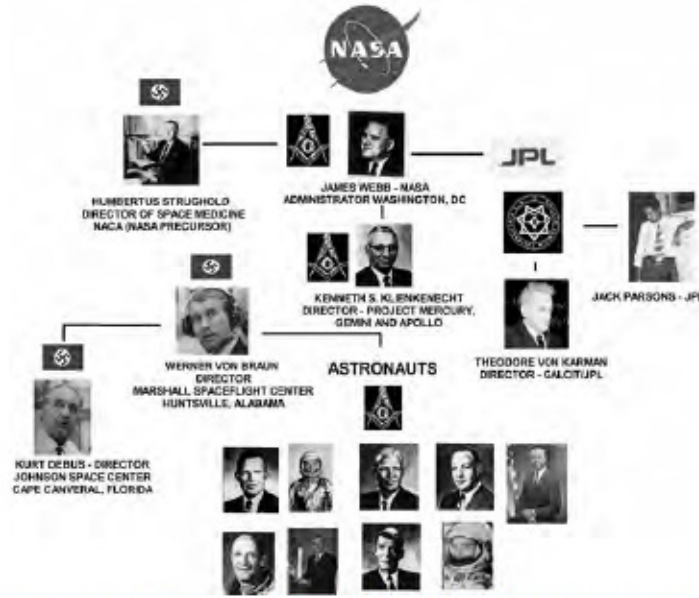 NASA
HUMBERTUS STRUGHOLD
DIRECTOR OF SPACE MEDICINE
NACA (NASA PRECURSOR)
JAMES WEBB - NASA
ADMINISTRATOR WASHINGTON, DC
JPL
KENNETH S. KLIENKENECHT
DIRECTOR - PROJECT MERCURY,
GEMINI AND APOLLO
JACK PARSONS - JPL
THEODORE VON KARMAN
DIRECTOR - GALCIT/JPL
WERNER VON BRAUN
DIRECTOR
MARSHALL SPACEFLIGHT CENTER
HUNTSVILLE, ALABAMA
ASTRONAUTS
KURT DEBUS - DIRECTOR
JOHNSON SPACE CENTER
CAPE CANVERAL, FLORIDA